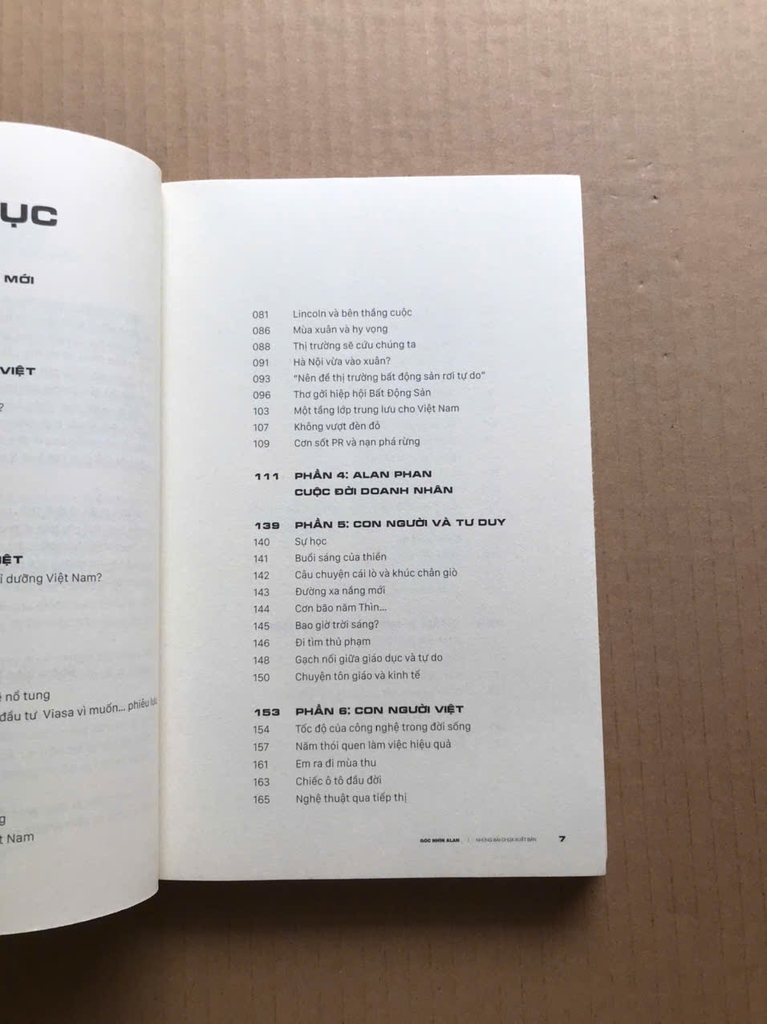 ỤC
MỚI
VIỆT
?
IỆT
dưỡng Việt Nam?
nổ tung
đầu tư Viasa vì muốn... phiêu
t Nam
081 Lincoln và bên thắng cuộc
086 Mùa xuân và hy vọng
088 Thị trường sẽ cứu chúng ta
091 Hà Nội vừa vào xuân?
093 “Nên để thị trường bất động sản rơi tự do”
096 Thơ gởi hiệp hội Bất Động Sản
103 Một tầng lớp trung lưu cho Việt Nam
107 Không vượt đèn đỏ
109 Cơn sốt PR và nạn phá rừng
111 PHẦN 4: ALAN PHAN
CUỘC ĐỜI DOANH NHÂN
139 PHẦN 5: CON NGƯỜI VÀ TƯ DUY
140 Sự học
141 Buổi sáng của thiền
142 Câu chuyện cái lò và khúc chân giò
143 Đường xa nắng mới
144 Cơn bão năm Thìn...
145 Bao giờ trời sáng?
146 Đi tìm thủ phạm
148 Gạch nối giữa giáo dục và tự do
150 Chuyện tôn giáo và kinh tế
153 PHẦN 6: CON NGƯỜI VIỆT
154 Tốc độ của công nghệ trong đời sống
157 Năm thói quen làm việc hiệu quả
161 Em ra đi mùa thu
163 Chiếc ô tô đầu đời
165 Nghệ thuật qua tiếp thị
GÓC NHÌN ALAN | NHỮNG BÀI CHƯA XUẤT BẢN 7